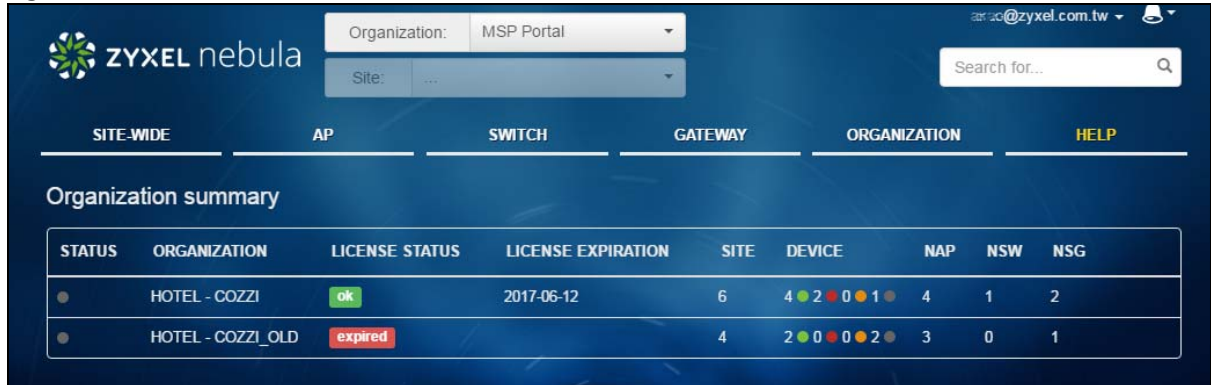 @zyxel.com.tw
ZYXEL nebula
Organization: MSP Portal
Site: ...
Search for...
SITE-WIDE AP SWITCH GATEWAY ORGANIZATION HELP
Organization summary
STATUS ORGANIZATION LICENSE STATUS LICENSE EXPIRATION SITE DEVICE NAP NSW NSG
HOTEL - COZZI ok 2017-06-12 6 4 2 0 1 4 1 2
HOTEL - COZZI_OLD expired 4 2 0 0 2 3 0 1